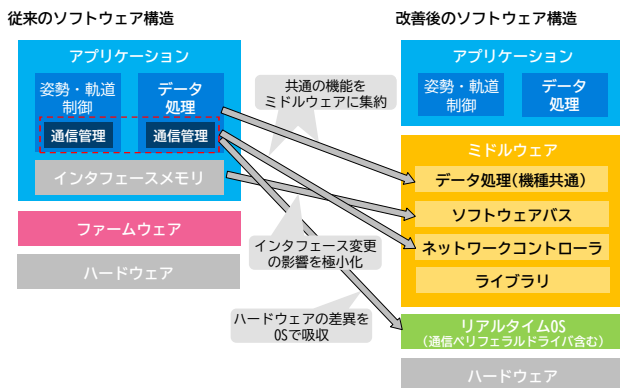 従来のソフトウェア構造
アプリケーション
姿勢・軌道
制御
データ
処理
通信管理
通信管理
インタフェースメモリ
ファームウェア
ハードウェア
共通の機能を
ミドルウェアに集約
インタフェース変更
の影響を極小化
ハードウェアの差異を
OSで吸収
改善後のソフトウェア構造
アプリケーション
姿勢・軌道
制御
データ
処理
ミドルウェア
データ処理(機種共通)
ソフトウェアバス
ネットワークコントローラ
ライブラリ
リアルタイムOS
(通信ペリフェラルドライバ含む)
ハードウェア